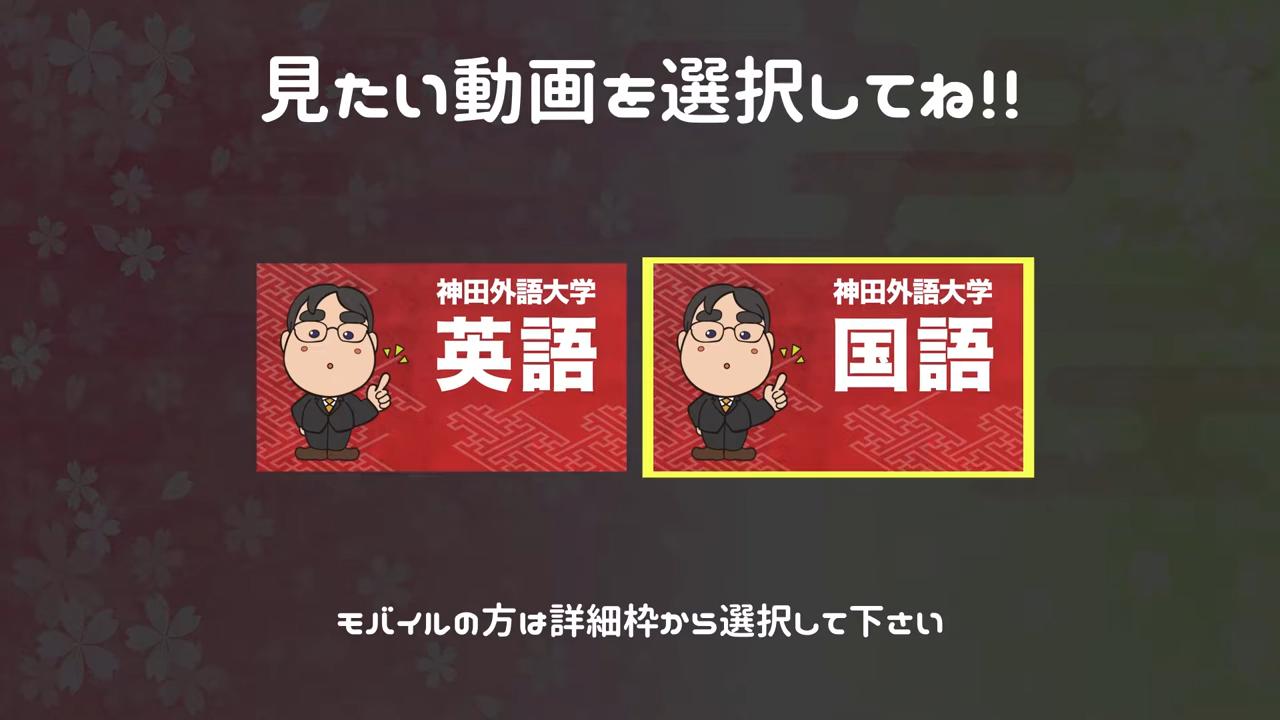 見たい動画を選択してね!!
神田外語大学
英語
神田外語大学
国語
モバイルの方は詳細枠から選択して下さい